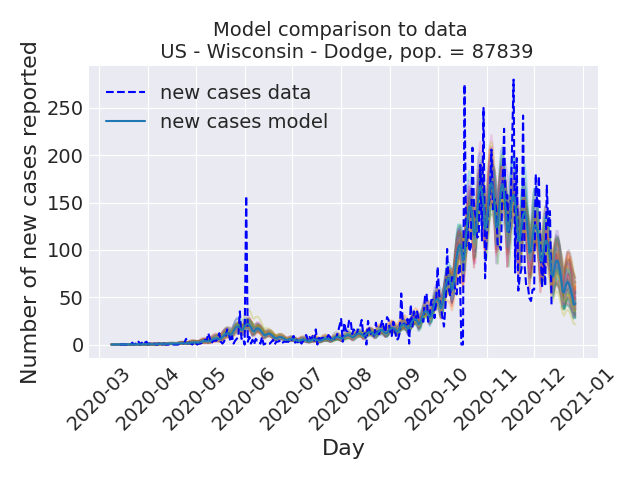 Model comparison to data
US - Wisconsin - Dodge, pop. = 87839
Number of new cases reported
new cases data
new cases model
250
200
150
100
50
0
2020-03
2020-04
2020-05
2020-06
2020-07
2020-08
2020-09
2020-10
2020-11
2020-12
2021-01
Day